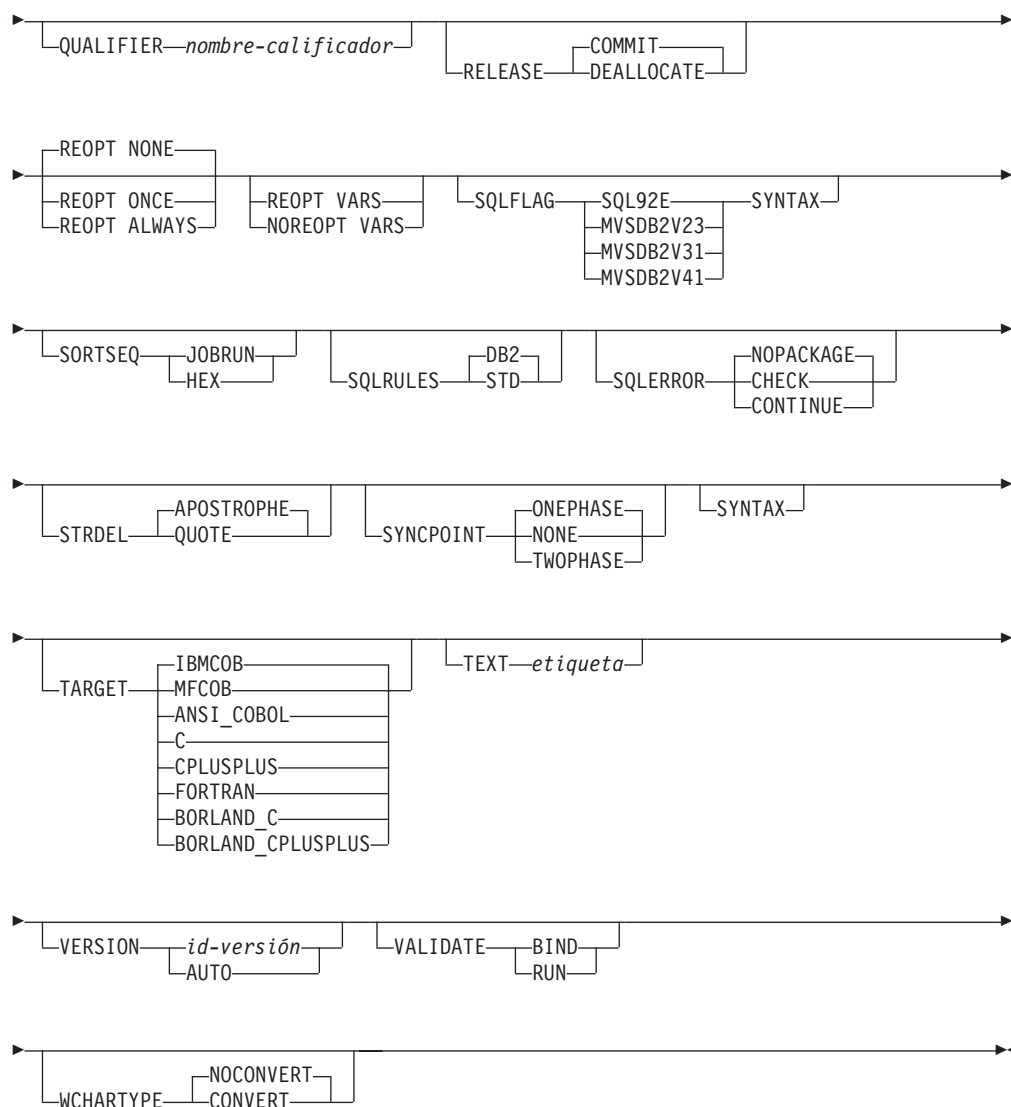 QUALIFIER nombre-calificador COMMIT
RELEASE DEALLOCATE
REOPT NONE
REOPT ONCE REOPT VARS SQLFLAG SQL92E SYNTAX
REOPT ALWAYS NOREOPT VARS MVSDB2V23
MVSDB2V31
MVSDB2V41
SORTSEQ JOBRUN DB2 NOPACKAGE
HEX SQLRULES STD SQLERROR CHECK
CONTINUE
APOSTROPHE ONEPHASE SYNTAX
STRDEL QUOTE SYNCPOINT NONE
TWOPHASE
IBMCOB TEXT etiqueta
TARGET MFCOB
ANSI_COBOL
C
CPLUSPLUS
FORTRAN
BORLAND_C
BORLAND_CPLUSPLUS
VERSION id-versión VALIDATE BIND
AUTO RUN
NOCONVERT
WCHARTYPE CONVERT